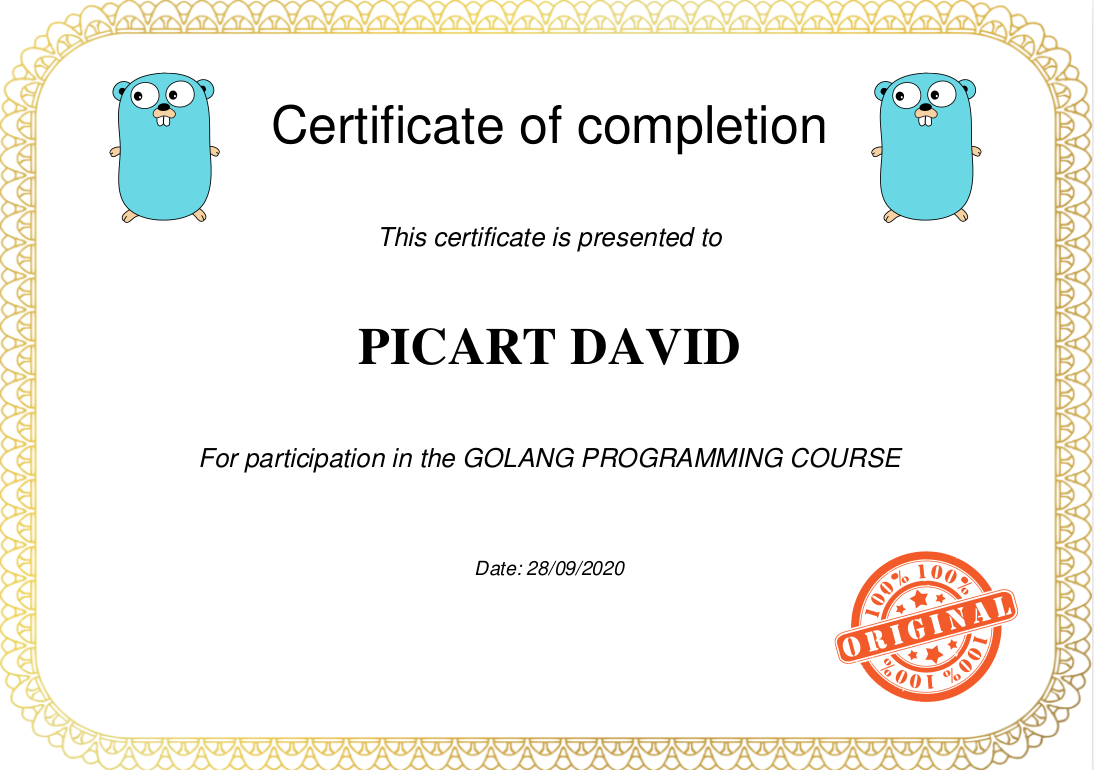 Certificate of completion
This certificate is presented to
PICART DAVID
For participation in the GOLANG PROGRAMMING COURSE
Date: 28/09/2020
100% 100%
ORIGINAL
100% 100%